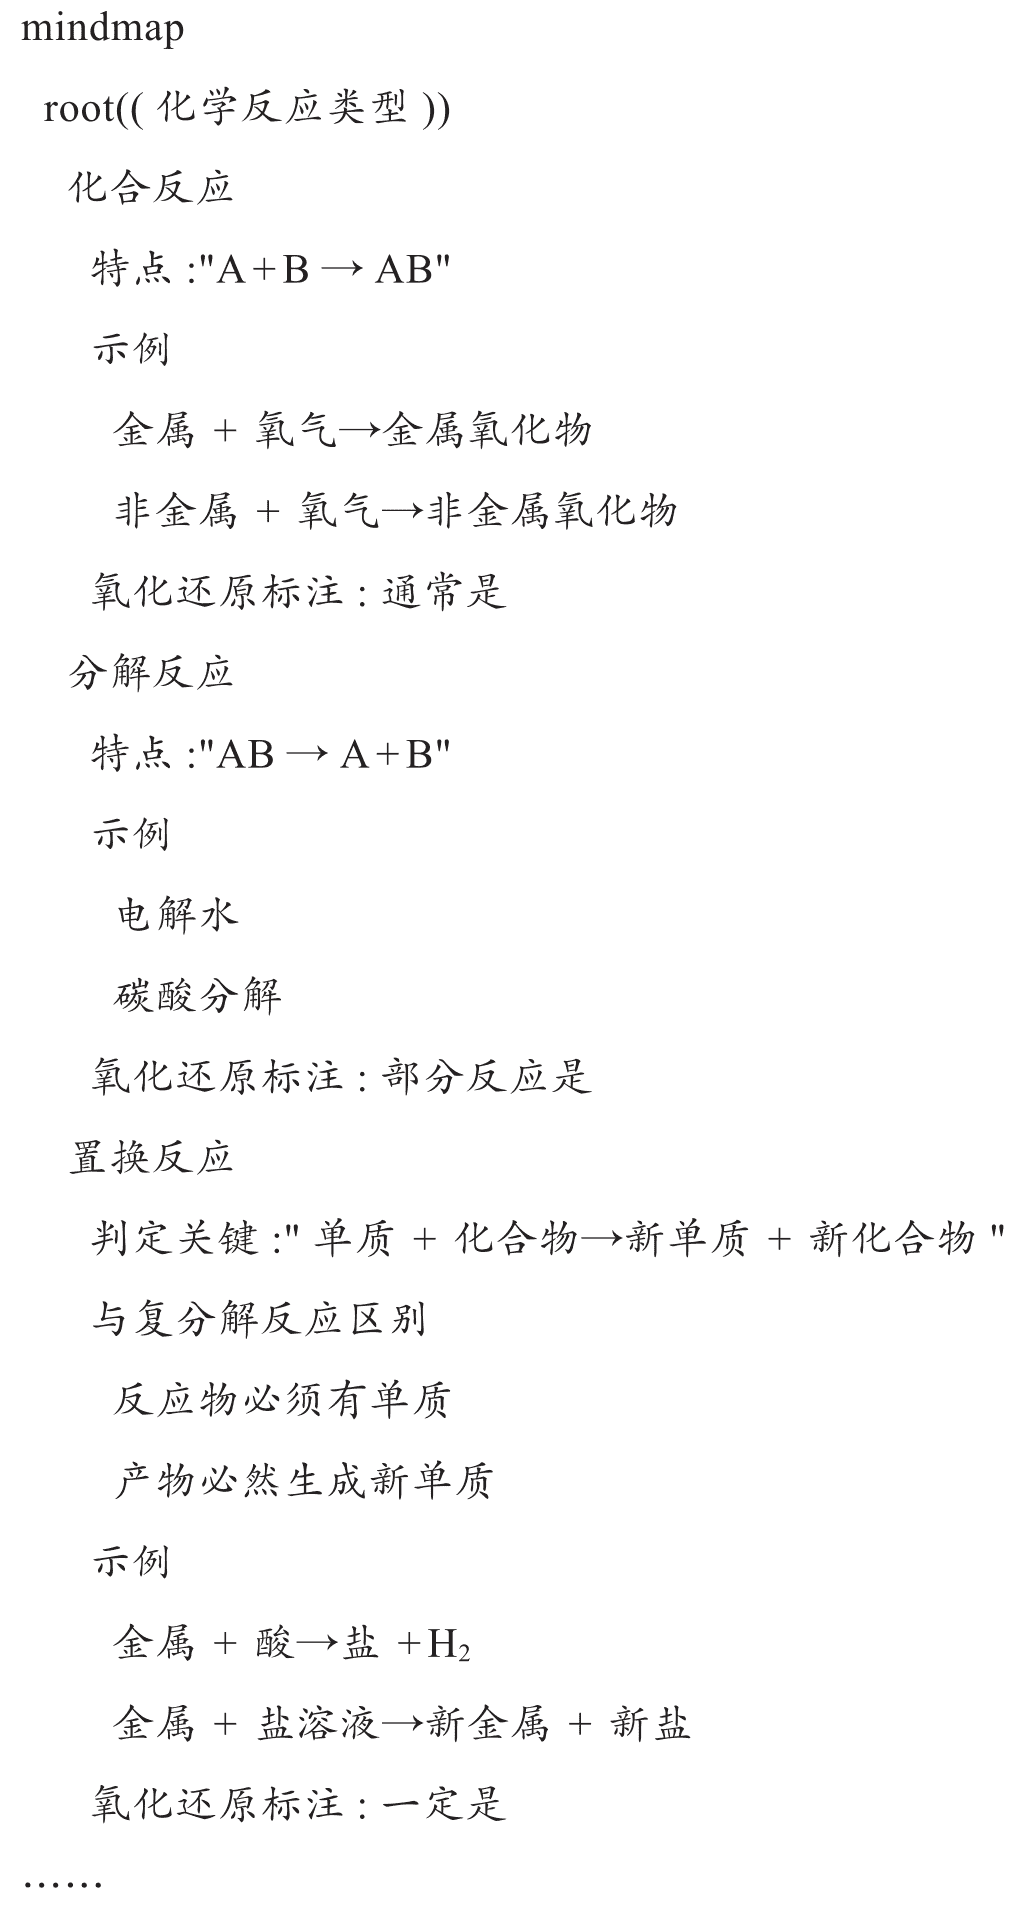 mindmap
root(( 化学反应类型 ))
化合反应
特点 :"A+B → AB"
示例
金属 + 氧气→金属氧化物
非金属 + 氧气→非金属氧化物
氧化还原标注 : 通常是
分解反应
特点 :"AB → A+B"
示例
电解水
碳酸分解
氧化还原标注 : 部分反应是
置换反应
判定关键 :" 单质 + 化合物→新单质 + 新化合物 "
与复分解反应区别
反应物必须有单质
产物必然生成新单质
示例
金属 + 酸→盐 +H₂
金属 + 盐溶液→新金属 + 新盐
氧化还原标注 : 一定是
……